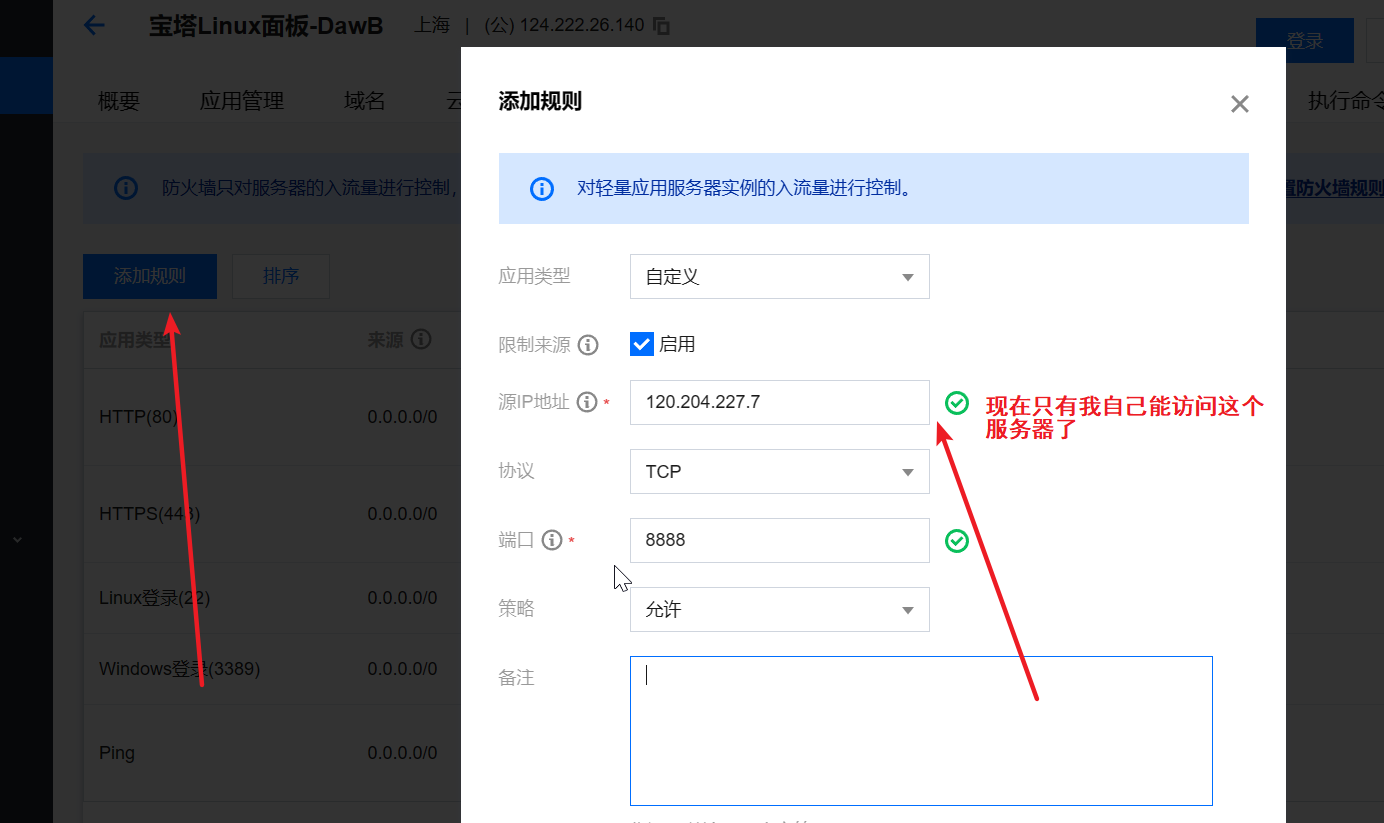 宝塔Linux面板-DawB 上海 | (公) 124.222.26.140
登录
概要 应用管理 域名 执行命令
添加规则
防火墙只对服务器的入流量进行控制，
对轻量应用服务器实例的入流量进行控制。
置防火墙规则
添加规则 排序
应用类型 来源
HTTP(80) 0.0.0.0/0
HTTPS(443) 0.0.0.0/0
Linux登录(22) 0.0.0.0/0
Windows登录(3389) 0.0.0.0/0
Ping 0.0.0.0/0
应用类型 自定义
限制来源 启用
源IP地址 * 120.204.227.7
现在只有我自己能访问这个
服务器了
协议 TCP
端口 * 8888
策略 允许
备注